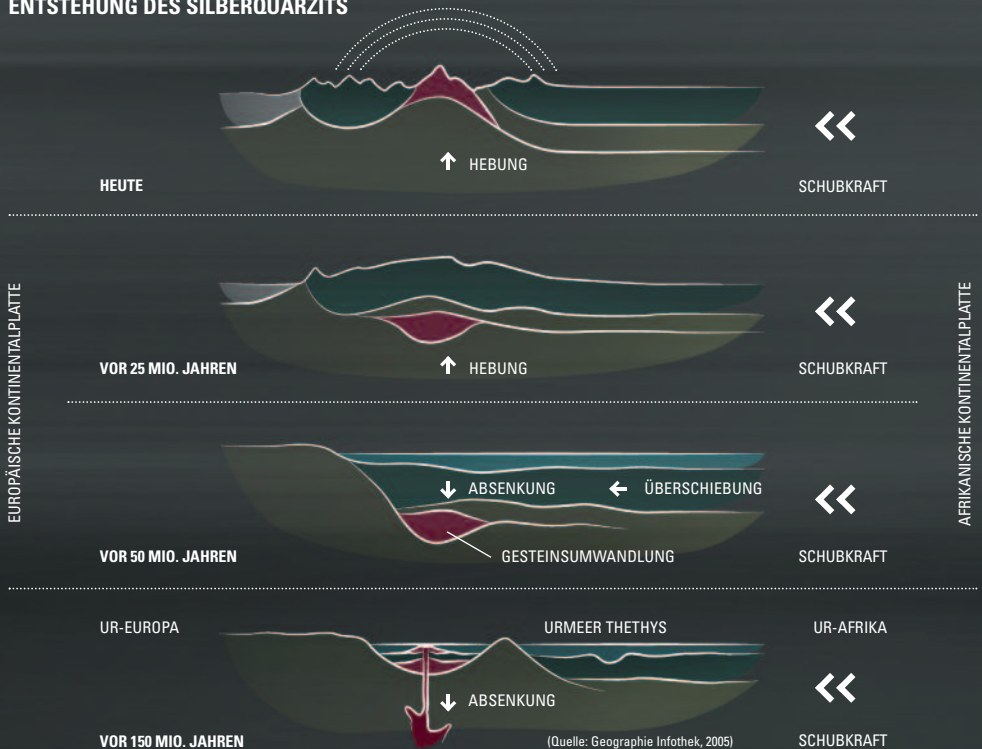 ENTSTEHUNG DES SILBERQUARZITS
HEBUNG
HEUTE
SCHUBKRAFT
EUROPÄISCHE KONTINENTALPLATTE
AFRIKANISCHE KONTINENTALPLATTE
VOR 25 MIO. JAHREN
HEBUNG
SCHUBKRAFT
ABSENKUNG
ÜBERSCHIEBUNG
VOR 50 MIO. JAHREN
GESTEINSUMWANDLUNG
SCHUBKRAFT
UR-EUROPA
URMEER THETHYS
UR-AFRIKA
ABSENKUNG
VOR 150 MIO. JAHREN
(Quelle: Geographie Infothek, 2005)
SCHUBKRAFT